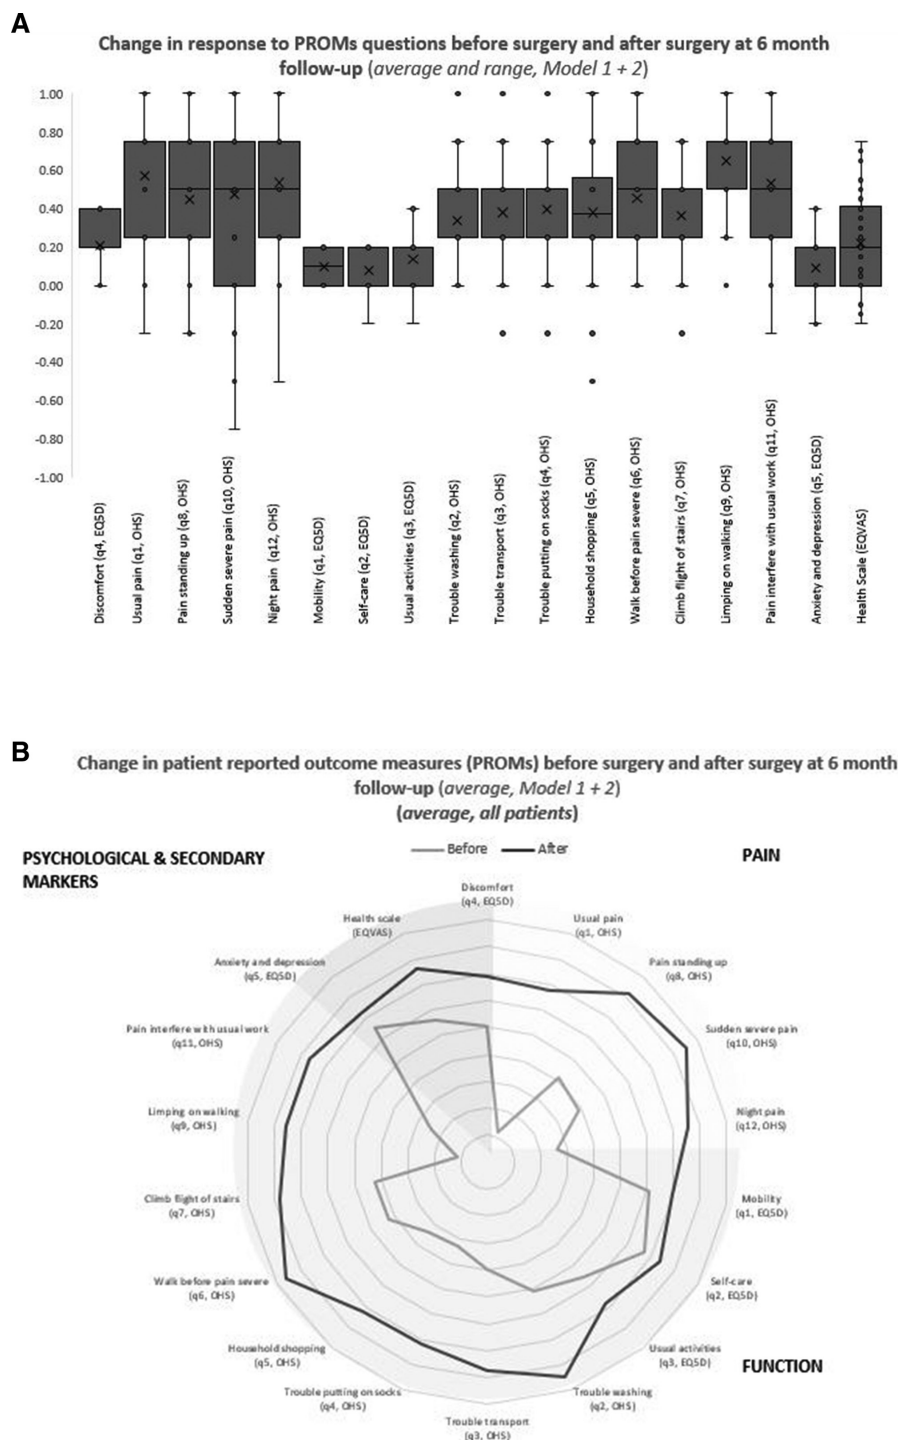 A
Change in response to PROMs questions before surgery and after surgery at 6 month
follow-up (average and range, Model 1 + 2)
1.00
0.80
0.60
0.40
0.20
0.00
-0.20
-0.40
-0.60
-0.80
-1.00
Discomfort (q4, EQ5D)
Usual pain (q1, OHS)
Pain standing up (q8, OHS)
Sudden severe pain (q10, OHS)
Night pain (q12, OHS)
Mobility (q1, EQ5D)
Self-care (q2, EQ5D)
Usual activities (q3, EQ5D)
Trouble washing (q2, OHS)
Trouble transport (q3, OHS)
Trouble putting on socks (q4, OHS)
Household shopping (q5, OHS)
Walk before pain severe (q6, OHS)
Climb flight of stairs (q7, OHS)
Limping on walking (q9, OHS)
Pain interfere with usual work (q11, OHS)
Anxiety and depression (q5, EQ5D)
Health Scale (EQVAS)
B
Change in patient reported outcome measures (PROMs) before surgery and after surgey at 6 month
follow-up (average, Model 1 + 2)
(average, all patients)
Before After
PSYCHOLOGICAL & SECONDARY
MARKERS
PAIN
Discomfort
(q4, EQ5D)
Usual pain
(q1, OHS)
Pain standing up
(q8, OHS)
Sudden severe pain
(q10, OHS)
Night pain
(q12, OHS)
Mobility
(q1, EQ5D)
Self-care
(q2, EQ5D)
Usual activities
(q3, EQ5D)
FUNCTION
Trouble washing
(q2, OHS)
Trouble transport
(q3, OHS)
Trouble putting on socks
(q4, OHS)
Household shopping
(q5, OHS)
Walk before pain severe
(q6, OHS)
Climb flight of stairs
(q7, OHS)
Limping on walking
(q9, OHS)
Pain interfere with usual work
(q11, OHS)
Anxiety and depression
(q5, EQ5D)
Health scale
(EQVAS)